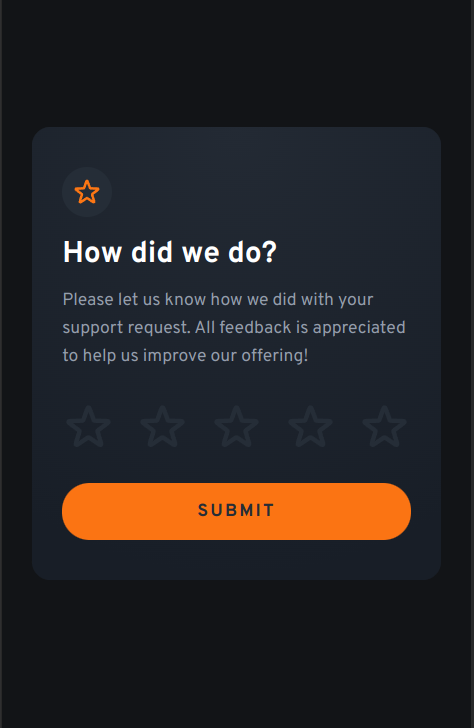 How did we do?
Please let us know how we did with your
support request. All feedback is appreciated
to help us improve our offering!
SUBMIT